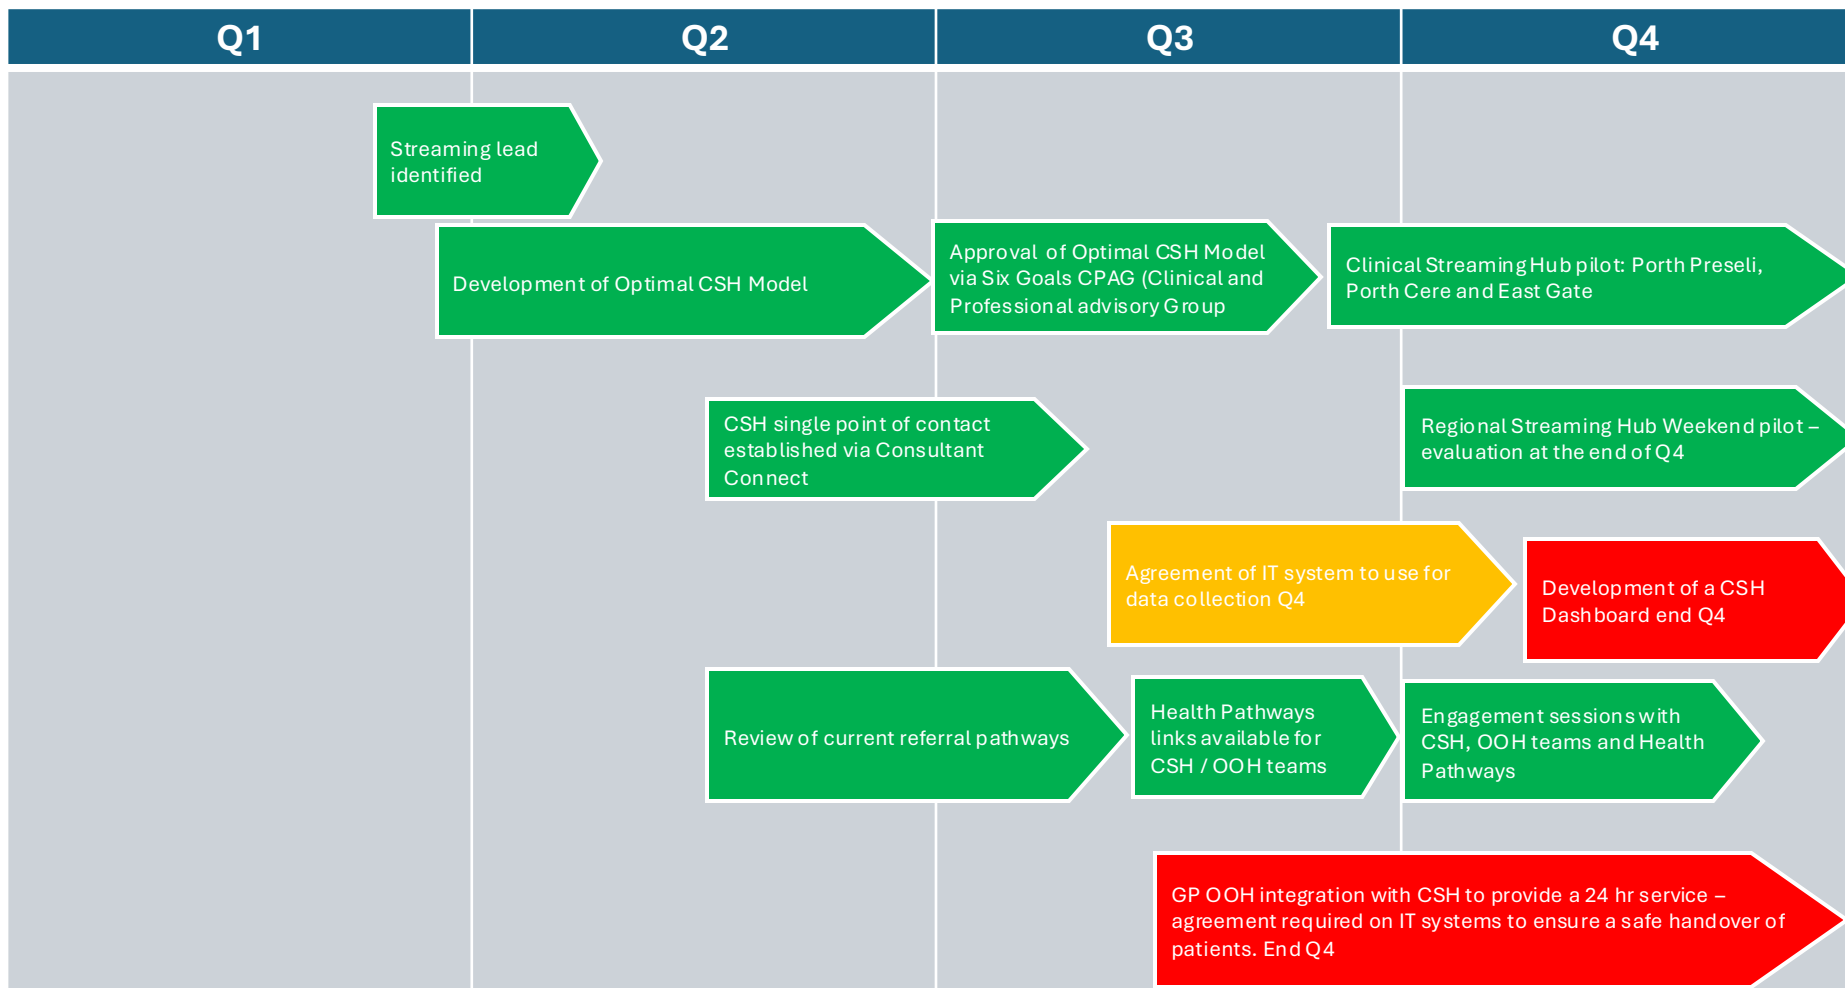 Q1
Q2
Q3
Q4
Streaming lead
identified
Development of Optimal CSH Model
Approval of Optimal CSH Model
via Six Goals CPAG (Clinical and
Professional advisory Group
Clinical Streaming Hub pilot: Porth Preseli,
Porth Cere and East Gate
CSH single point of contact
established via Consultant
Connect
Regional Streaming Hub Weekend pilot –
evaluation at the end of Q4
Agreement of IT system to use for
data collection Q4
Development of a CSH
Dashboard end Q4
Review of current referral pathways
Health Pathways
links available for
CSH / OOH teams
Engagement sessions with
CSH, OOH teams and Health
Pathways
GP OOH integration with CSH to provide a 24 hr service –
agreement required on IT systems to ensure a safe handover of
patients. End Q4